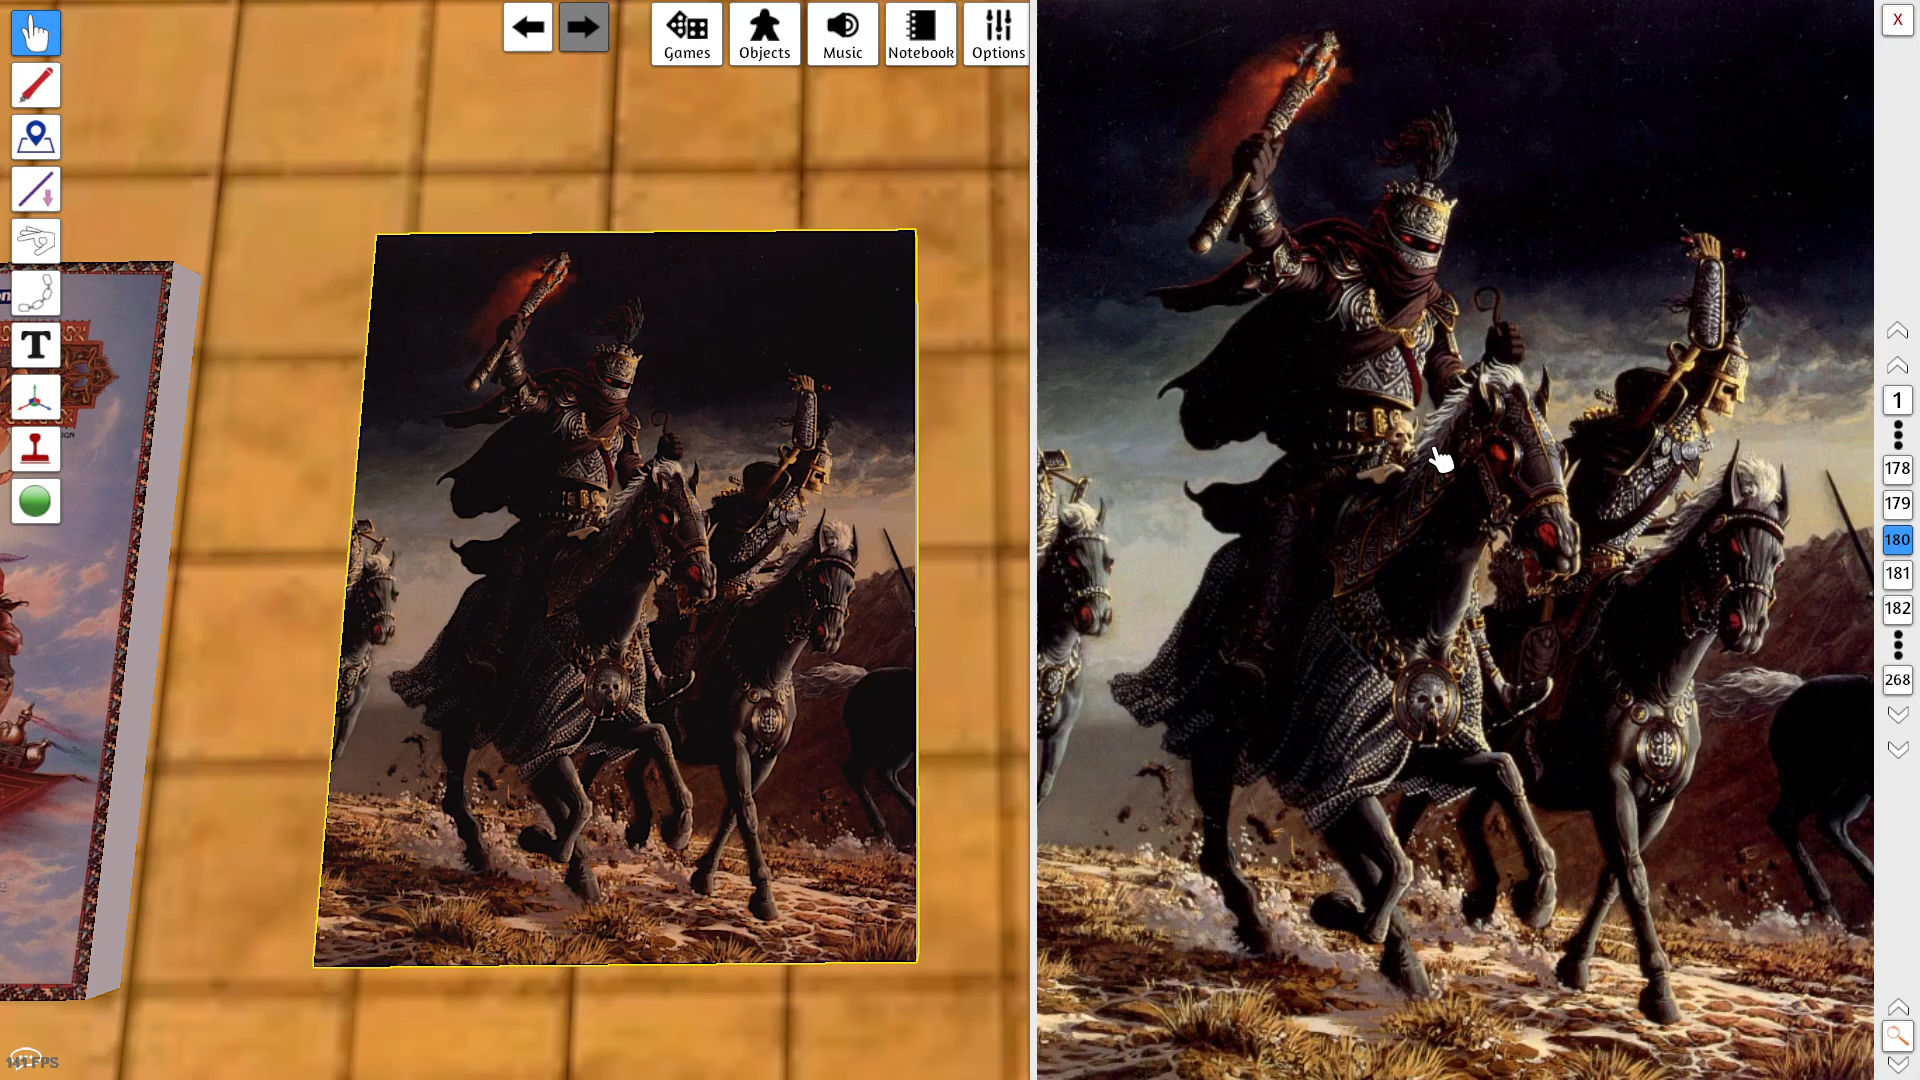 Games
Objects
Music
Notebook
Options
X
T
1
178
179
180
181
182
268